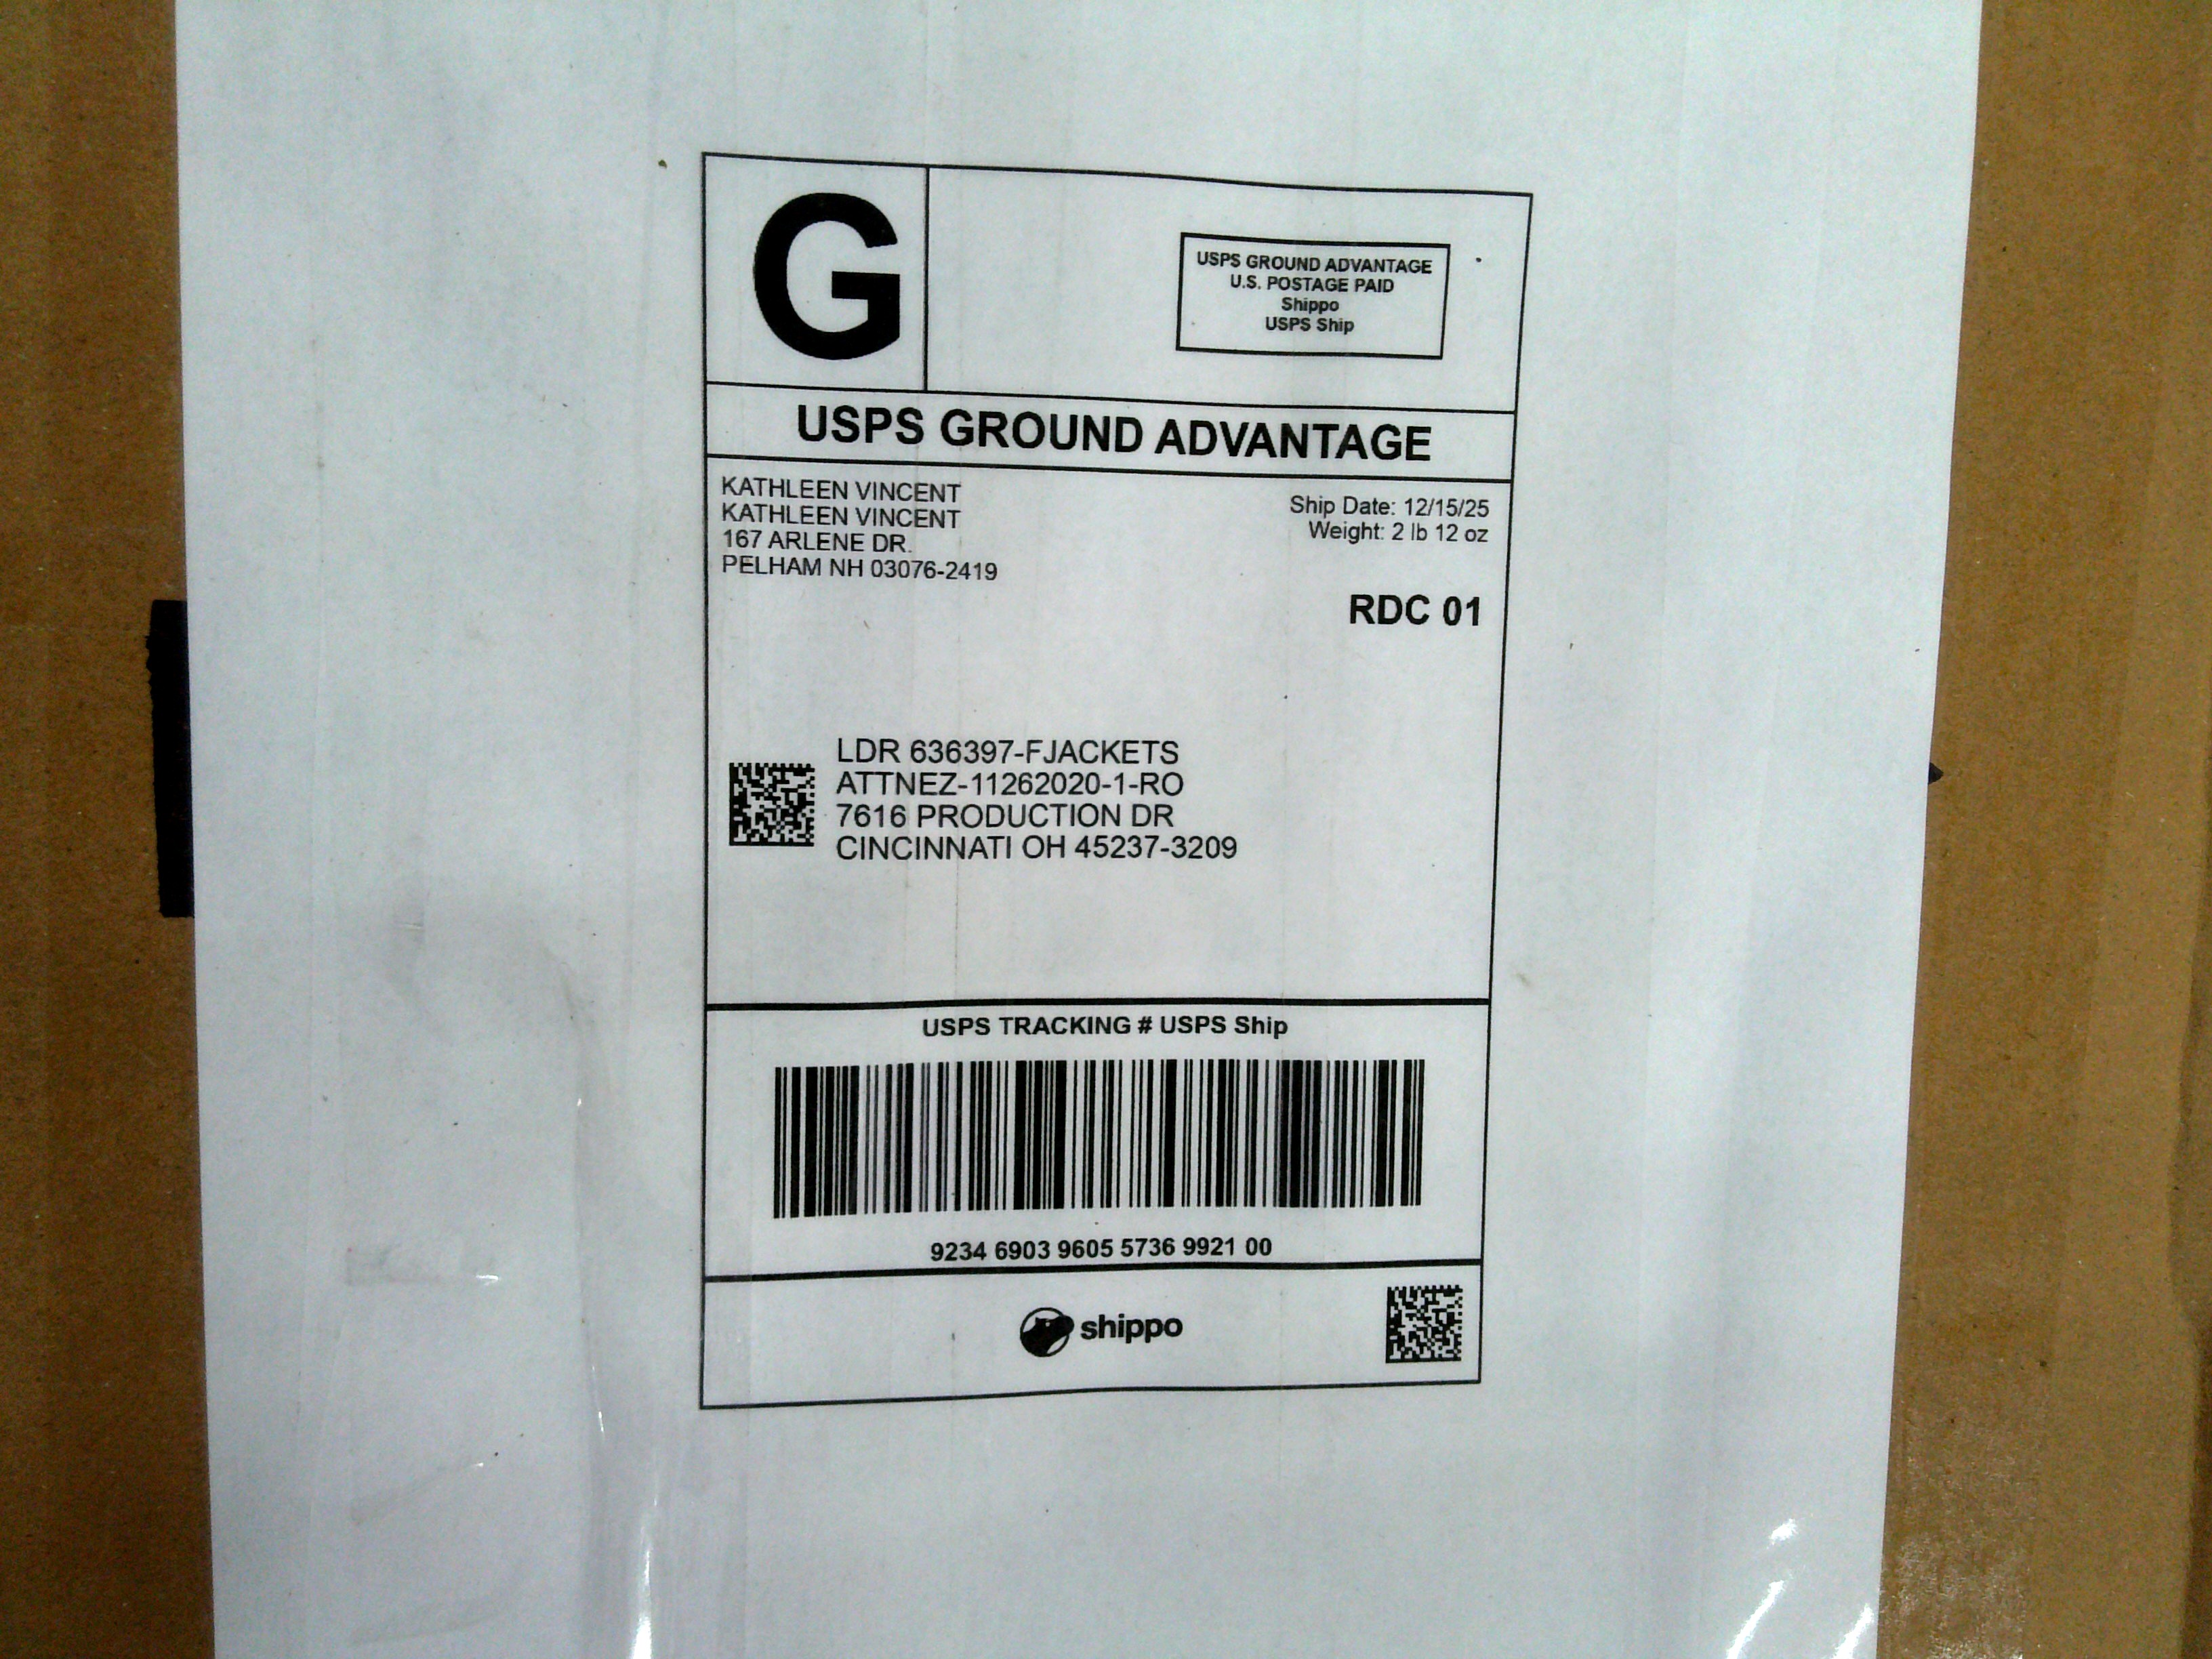 G
USPS GROUND ADVANTAGE
U.S. POSTAGE PAID
Shippo
USPS Ship
USPS GROUND ADVANTAGE
KATHLEEN VINCENT
KATHLEEN VINCENT
167 ARLENE DR.
PELHAM NH 03076-2419
Ship Date: 12/15/25
Weight: 2 lb 12 oz
RDC 01
LDR 636397-FJACKETS
ATTNEZ-11262020-1-RO
7616 PRODUCTION DR
CINCINNATI OH 45237-3209
USPS TRACKING # USPS Ship
9234 6903 9605 5736 9921 00
shippo